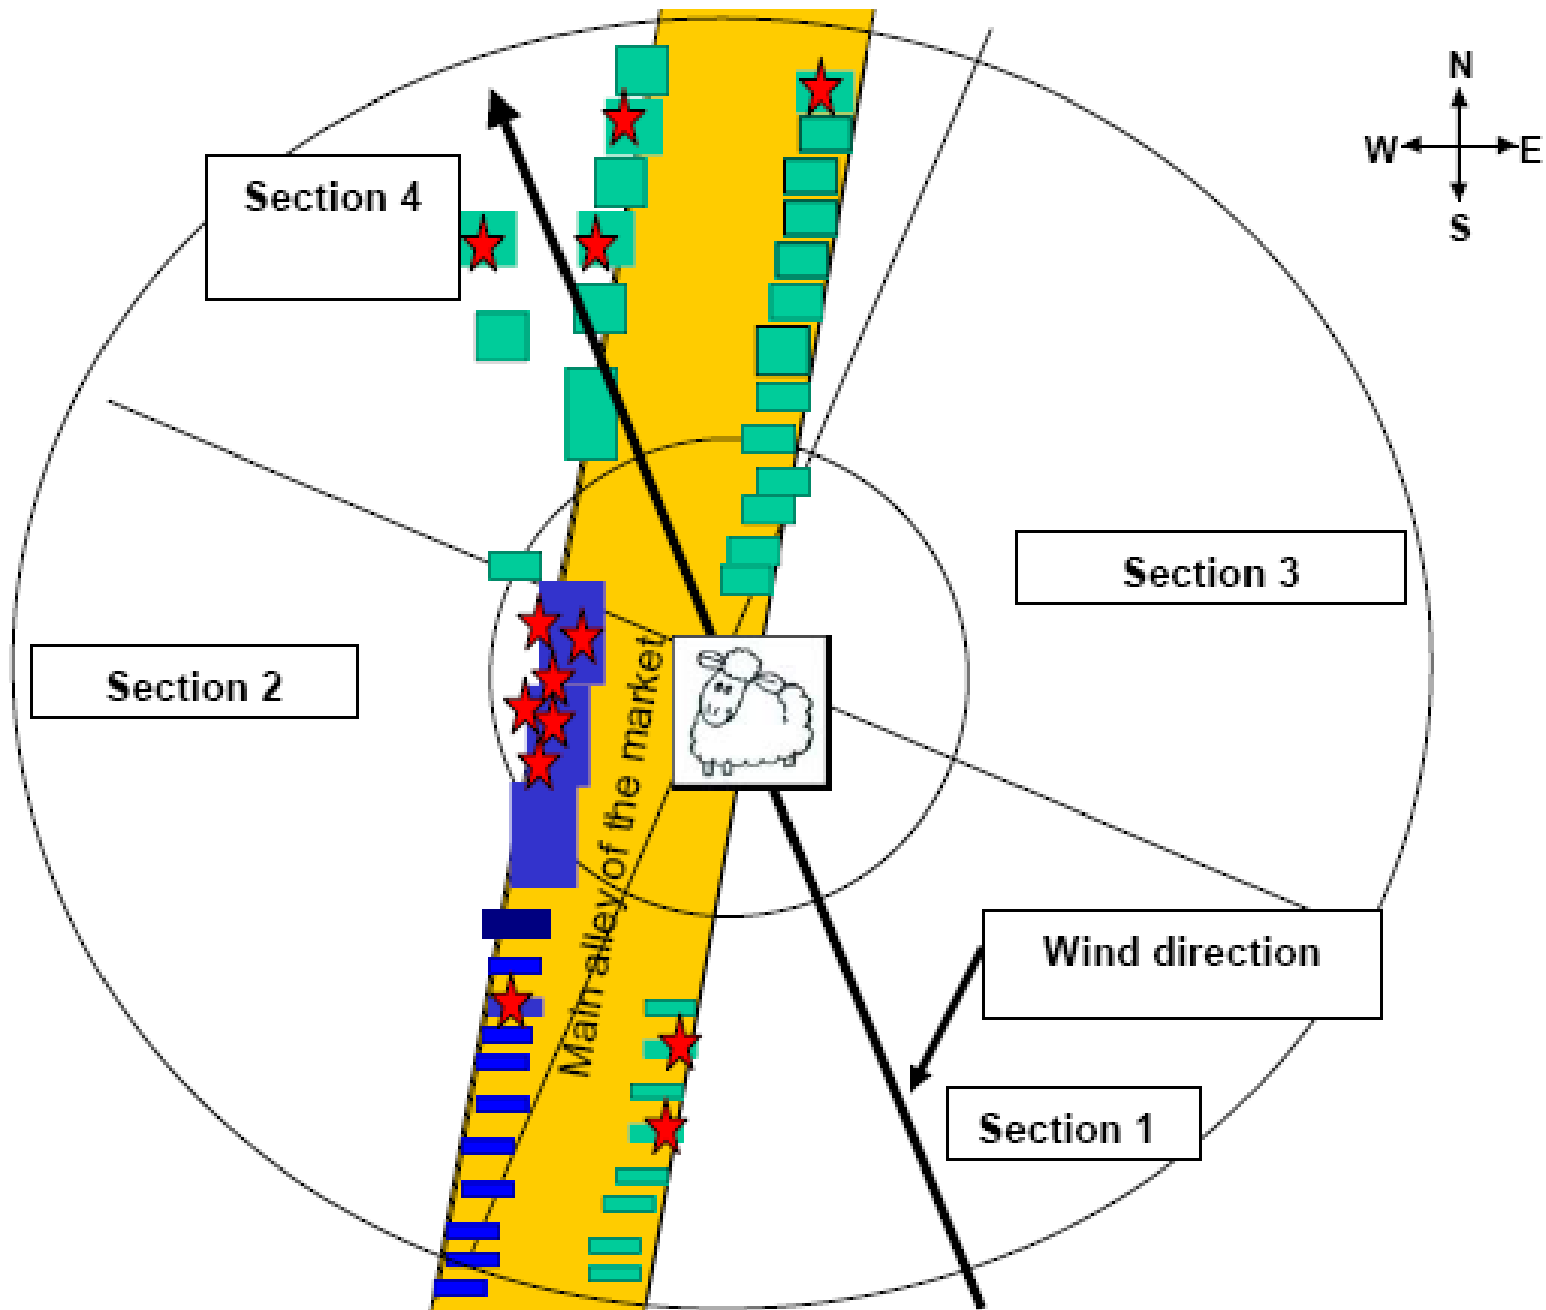 N
W E
S
Section 4
Section 3
Section 2
Main alley of the market
Wind direction
Section 1